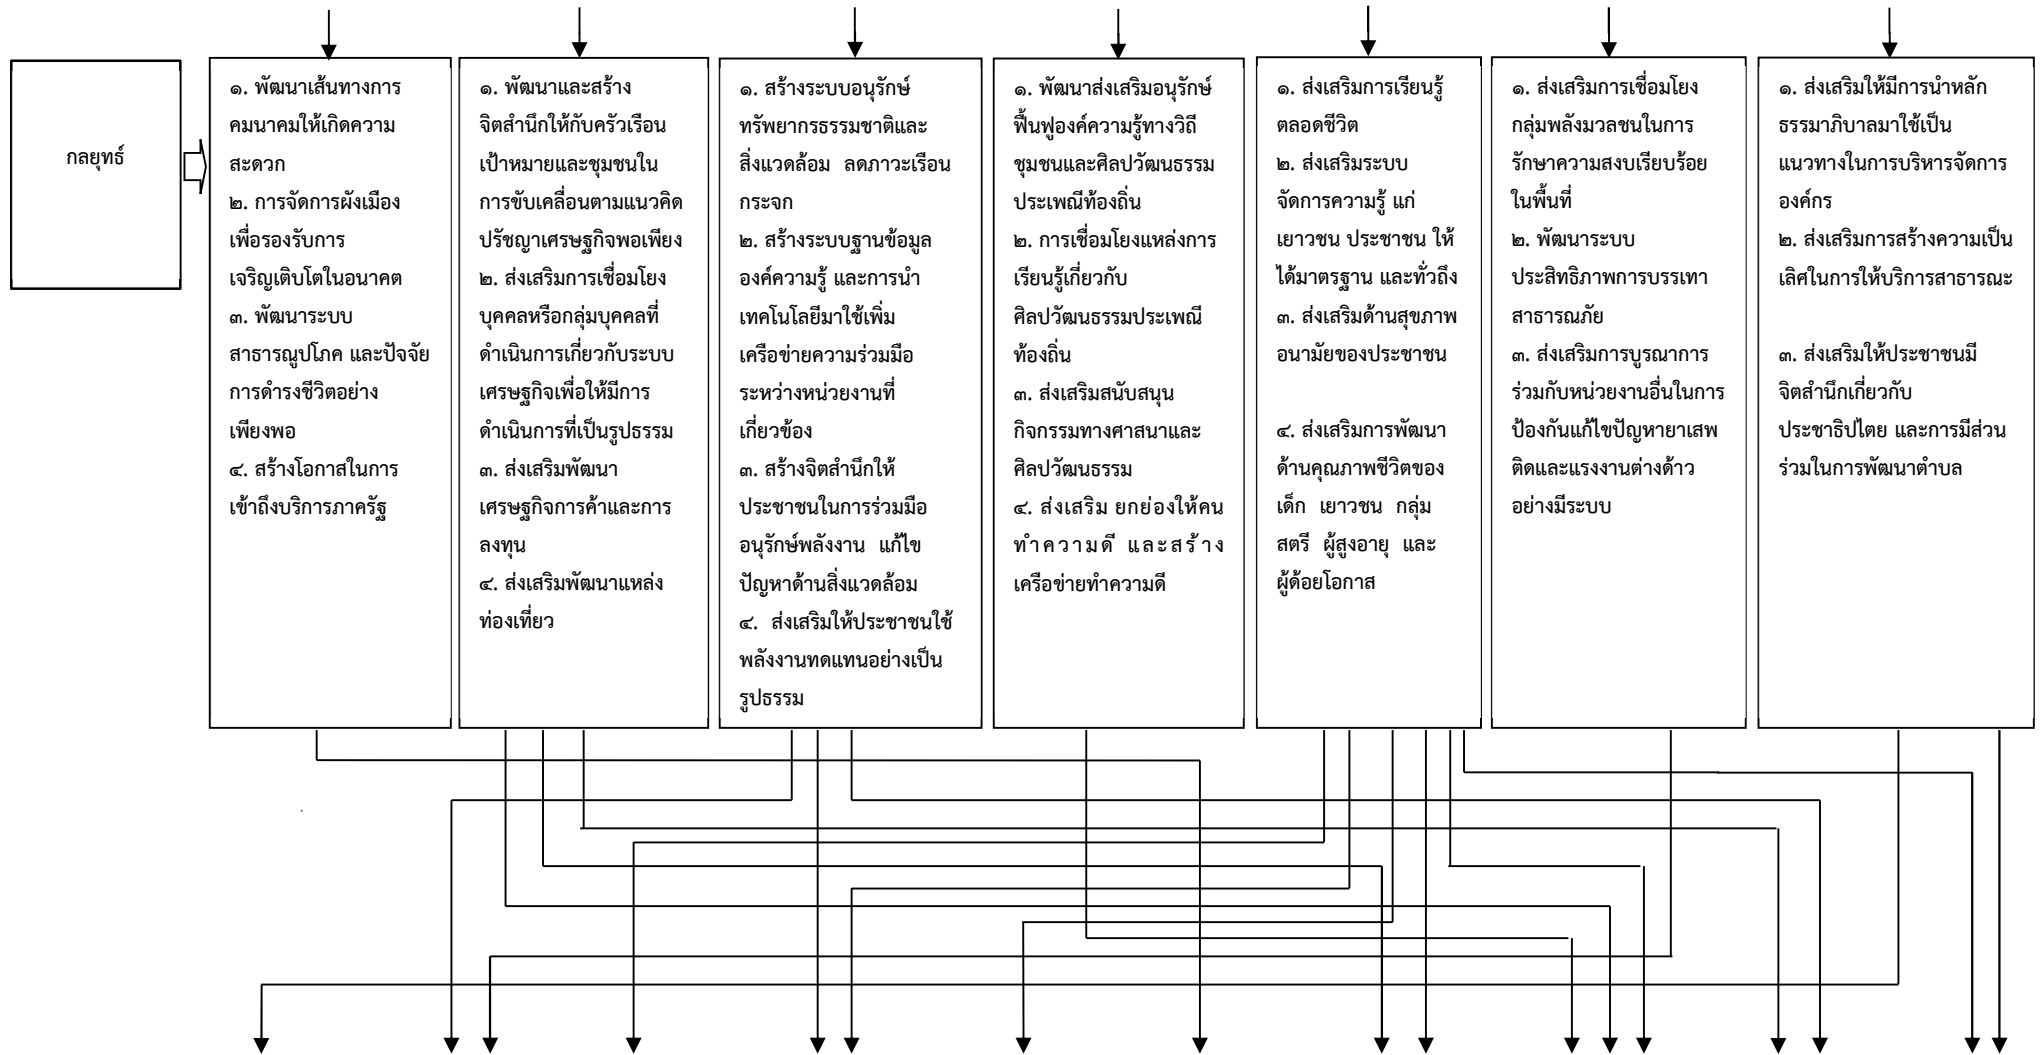 กลยุทธ์
๑. พัฒนาเส้นทางการ
คมนาคมให้เกิดความ
สะดวก
๒. การจัดการผังเมือง
เพื่อรองรับการ
เจริญเติบโตในอนาคต
๓. พัฒนาระบบ
สาธารณูปโภค และปัจจัย
การดำรงชีวิตอย่าง
เพียงพอ
๔. สร้างโอกาสในการ
เข้าถึงบริการภาครัฐ
๑. พัฒนาและสร้าง
จิตสำนึกให้กับครัวเรือน
เป้าหมายและชุมชนใน
การขับเคลื่อนตามแนวคิด
ปรัชญาเศรษฐกิจพอเพียง
๒. ส่งเสริมการเชื่อมโยง
บุคคลหรือกลุ่มบุคคลที่
ดำเนินการเกี่ยวกับระบบ
เศรษฐกิจเพื่อให้มีการ
ดำเนินการที่เป็นรูปธรรม
๓. ส่งเสริมพัฒนา
เศรษฐกิจการค้าและการ
ลงทุน
๔. ส่งเสริมพัฒนาแหล่ง
ท่องเที่ยว
๑. สร้างระบบอนุรักษ์
ทรัพยากรธรรมชาติและ
สิ่งแวดล้อม ลดภาวะเรือน
กระจก
๒. สร้างระบบฐานข้อมูล
องค์ความรู้ และการนำ
เทคโนโลยีมาใช้เพิ่ม
เครือข่ายความร่วมมือ
ระหว่างหน่วยงานที่
เกี่ยวข้อง
๓. สร้างจิตสำนึกให้
ประชาชนในการร่วมมือ
อนุรักษ์พลังงาน แก้ไข
ปัญหาด้านสิ่งแวดล้อม
๔. ส่งเสริมให้ประชาชนใช้
พลังงานทดแทนอย่างเป็น
รูปธรรม
๑. พัฒนาส่งเสริมอนุรักษ์
ฟื้นฟูองค์ความรู้ทางวิถี
ชุมชนและศิลปวัฒนธรรม
ประเพณีท้องถิ่น
๒. การเชื่อมโยงแหล่งการ
เรียนรู้เกี่ยวกับ
ศิลปวัฒนธรรมประเพณี
ท้องถิ่น
๓. ส่งเสริมสนับสนุน
กิจกรรมทางศาสนาและ
ศิลปวัฒนธรรม
๔. ส่งเสริม ยกย่องให้คน
ทำความดี และสร้าง
เครือข่ายทำความดี
๑. ส่งเสริมการเรียนรู้
ตลอดชีวิต
๒. ส่งเสริมระบบ
จัดการความรู้ แก่
เยาวชน ประชาชน ให้
ได้มาตรฐาน และทั่วถึง
๓. ส่งเสริมด้านสุขภาพ
อนามัยของประชาชน
๔. ส่งเสริมการพัฒนา
ด้านคุณภาพชีวิตของ
เด็ก เยาวชน กลุ่ม
สตรี ผู้สูงอายุ และ
ผู้ด้อยโอกาส
๑. ส่งเสริมการเชื่อมโยง
กลุ่มพลังมวลชนในการ
รักษาความสงบเรียบร้อย
ในพื้นที่
๒. พัฒนาระบบ
ประสิทธิภาพการบรรเทา
สาธารณภัย
๓. ส่งเสริมการบูรณาการ
ร่วมกับหน่วยงานอื่นในการ
ป้องกันแก้ไขปัญหายาเสพ
ติดและแรงงานต่างด้าว
อย่างมีระบบ
๑. ส่งเสริมให้มีการนำหลัก
ธรรมาภิบาลมาใช้เป็น
แนวทางในการบริหารจัดการ
องค์กร
๒. ส่งเสริมการสร้างความเป็น
เลิศในการให้บริการสาธารณะ
๓. ส่งเสริมให้ประชาชนมี
จิตสำนึกเกี่ยวกับ
ประชาธิปไตย และการมีส่วน
ร่วมในการพัฒนาตำบล